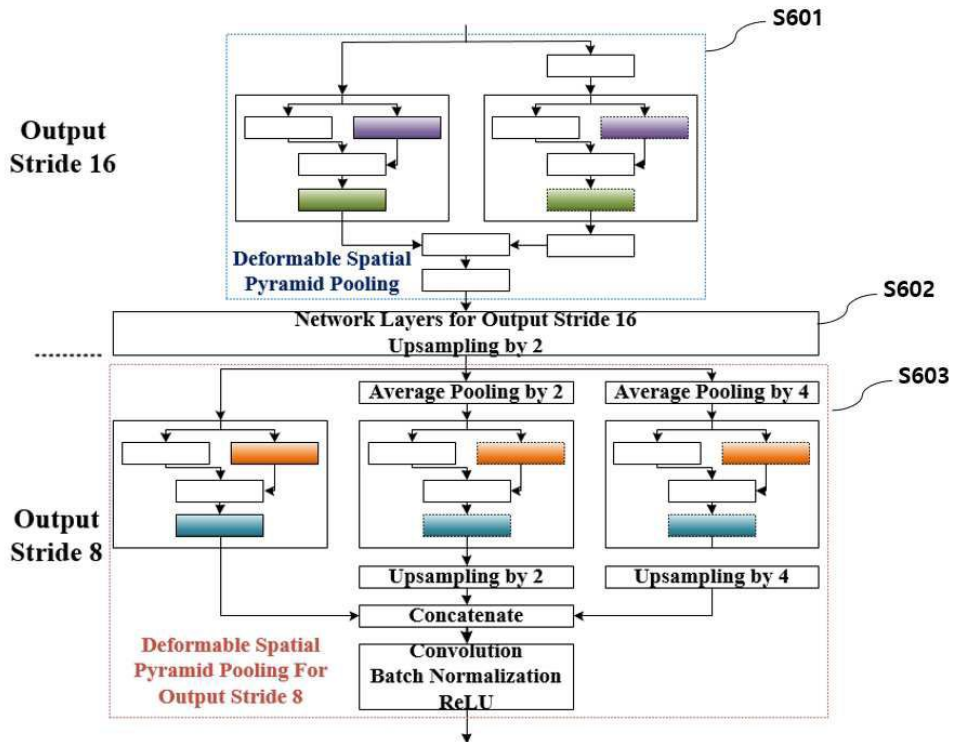 S601
Output
Stride 16
Deformable Spatial
Pyramid Pooling
S602
Network Layers for Output Stride 16
Upsampling by 2
S603
Average Pooling by 2
Average Pooling by 4
Output
Stride 8
Upsampling by 2
Upsampling by 4
Concatenate
Deformable Spatial
Pyramid Pooling For
Output Stride 8
Convolution
Batch Normalization
ReLU